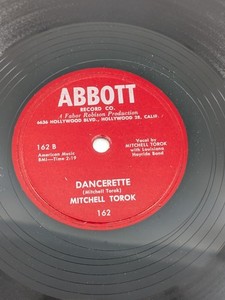 ABBOTT
RECORD CO.
A Fabor Robison Production
4636 HOLLYWOOD BLVD., HOLLYWOOD 28, CALIF.
162 B
American Music
BMI—Time 2:19
Vocal by
MITCHELL TOROK
with Louisiana
Hayride Band
DANCERETTE
(Mitchell Torok)
MITCHELL TOROK
162